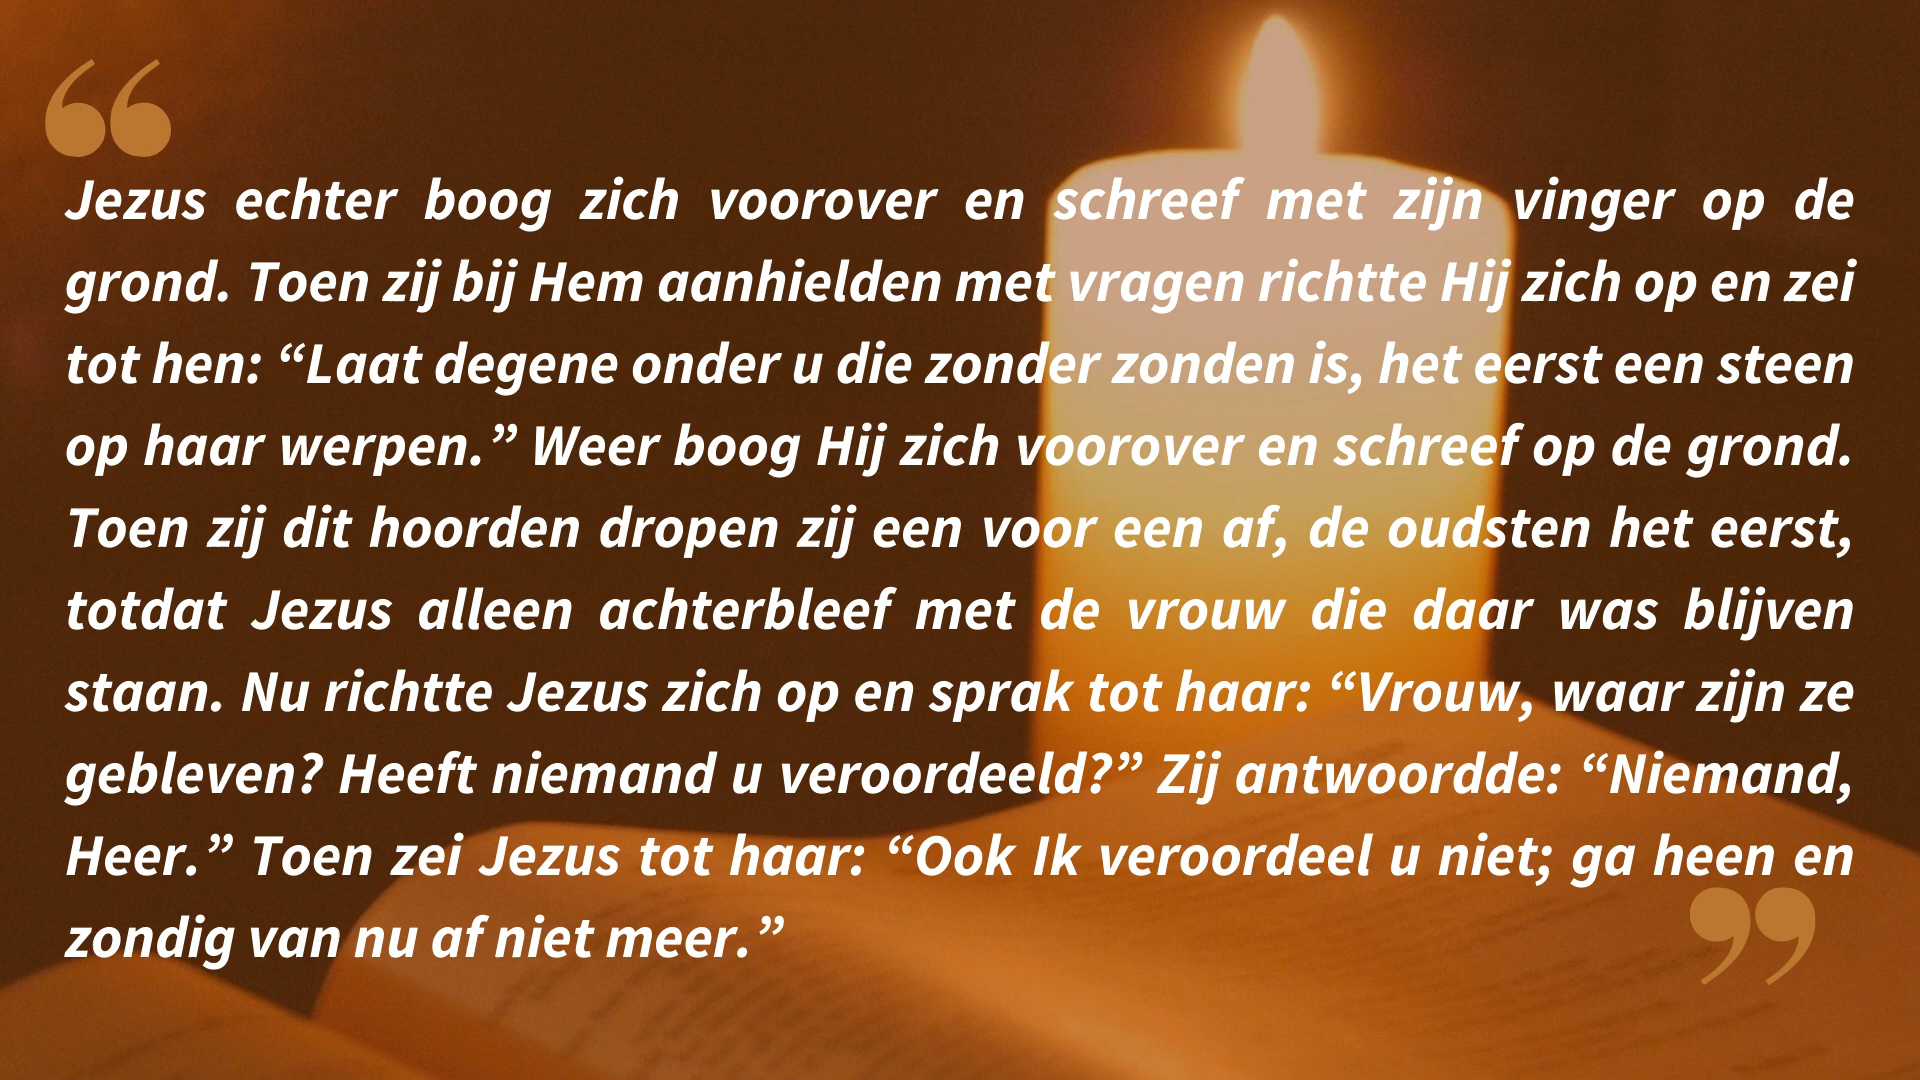 Jezus echter boog zich voorover en schreef met zijn vinger op de
grond. Toen zij bij Hem aanhielden met vragen richtte Hij zich op en zei
tot hen: “Laat degene onder u die zonder zonden is, het eerst een steen
op haar werpen.” Weer boog Hij zich voorover en schreef op de grond.
Toen zij dit hoorden dropen zij een voor een af, de oudsten het eerst,
totdat Jezus alleen achterbleef met de vrouw die daar was blijven
staan. Nu richtte Jezus zich op en sprak tot haar: “Vrouw, waar zijn ze
gebleven? Heeft niemand u veroordeeld?” Zij antwoordde: “Niemand,
Heer.” Toen zei Jezus tot haar: “Ook Ik veroordeel u niet; ga heen en
zondig van nu af niet meer.”